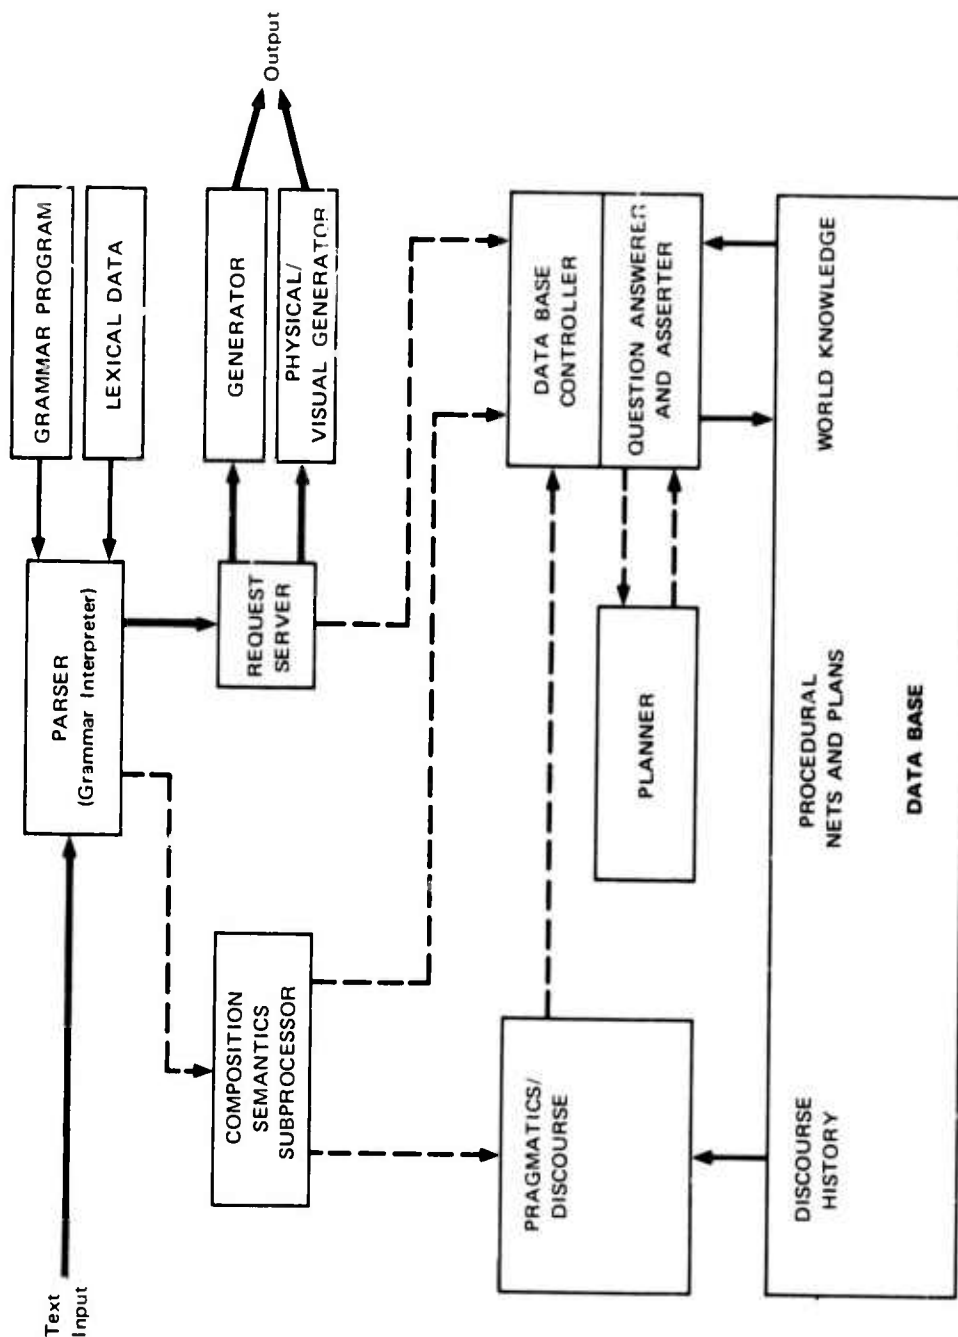 Text
Input
PARSER
(Grammar Interpreter)
GRAMMAR PROGRAM
LEXICAL DATA
COMPOSITION
SEMANTICS
SUBPROCESSOR
REQUEST
SERVER
GENERATOR
PHYSICAL/
VISUAL GENERATOR
Output
PRAGMATICS/
DISCOURSE
PLANNER
DATA BASE
CONTROLLER
QUESTION ANSWERER
AND ASSERTER
DISCOURSE
HISTORY
PROCEDURAL
NETS AND PLANS
WORLD KNOWLEDGE
DATA BASE